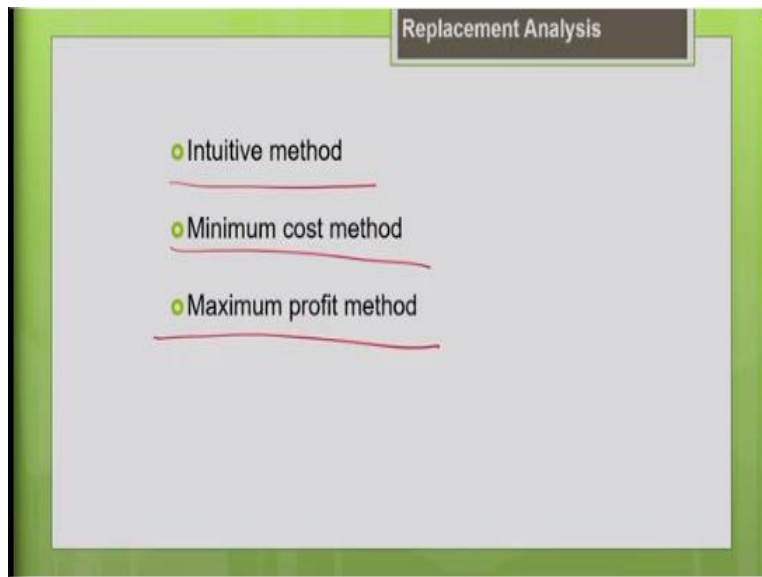 Replacement Analysis
Intuitive method
Minimum cost method
Maximum profit method